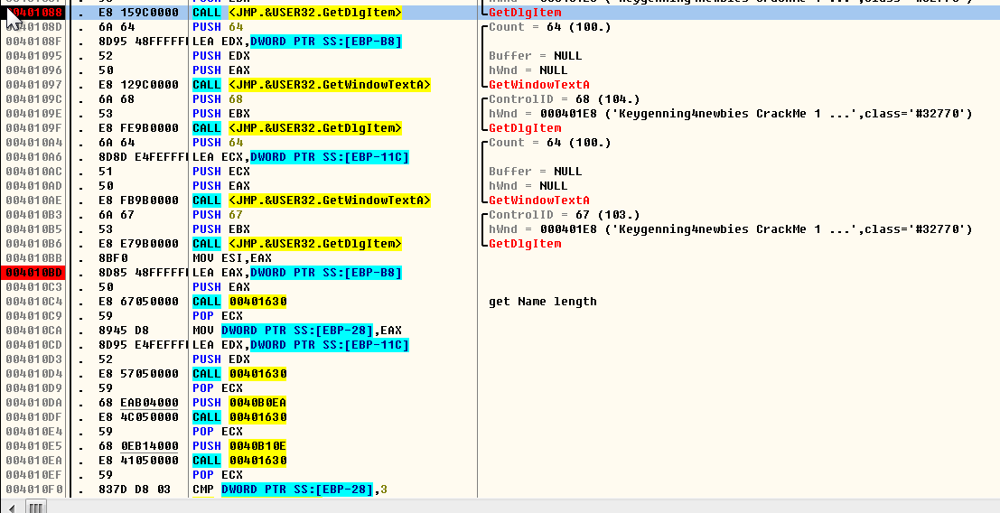 00401088 . E8 159C0000 CALL <JMP.&USER32.GetDlgItem> GetDlgItem
0040108D . 6A 64 PUSH 64 Count = 64 (100.)
0040108F . 8D95 48FFFFF LEA EDX,DWORD PTR SS:[EBP-B8]
00401095 . 52 PUSH EDX Buffer = NULL
00401096 . 50 PUSH EAX hWnd = NULL
00401097 . E8 129C0000 CALL <JMP.&USER32.GetWindowTextA> GetWindowTextA
0040109C . 6A 68 PUSH 68 ControlID = 68 (104.)
0040109E . 53 PUSH EBX hWnd = 000401E8 ('Keygenning4newbies CrackMe 1 ...',class='#32770')
0040109F . E8 FE9B0000 CALL <JMP.&USER32.GetDlgItem> GetDlgItem
004010A4 . 6A 64 PUSH 64 Count = 64 (100.)
004010A6 . 8D8D E4FEFFF LEA ECX,DWORD PTR SS:[EBP-11C]
004010AC . 51 PUSH ECX Buffer = NULL
004010AD . 50 PUSH EAX hWnd = NULL
004010AE . E8 FB9B0000 CALL <JMP.&USER32.GetWindowTextA> GetWindowTextA
004010B3 . 6A 67 PUSH 67 ControlID = 67 (103.)
004010B5 . 53 PUSH EBX hWnd = 000401E8 ('Keygenning4newbies CrackMe 1 ...',class='#32770')
004010B6 . E8 E79B0000 CALL <JMP.&USER32.GetDlgItem> GetDlgItem
004010BB . 8BF0 MOV ESI,EAX
004010BD . 8D85 48FFFFF LEA EAX,DWORD PTR SS:[EBP-B8]
004010C3 . 50 PUSH EAX
004010C4 . E8 67050000 CALL 00401630 get Name length
004010C9 . 59 POP ECX
004010CA . 8945 D8 MOV DWORD PTR SS:[EBP-28],EAX
004010CD . 8D95 E4FEFFF LEA EDX,DWORD PTR SS:[EBP-11C]
004010D3 . 52 PUSH EDX
004010D4 . E8 57050000 CALL 00401630
004010D9 . 59 POP ECX
004010DA . 68 EAB04000 PUSH 0040B0EA
004010DF . E8 4C050000 CALL 00401630
004010E4 . 59 POP ECX
004010E5 . 68 0EB14000 PUSH 0040B10E
004010EA . E8 41050000 CALL 00401630
004010EF . 59 POP ECX
004010F0 . 837D D8 03 CMP DWORD PTR SS:[EBP-28],3